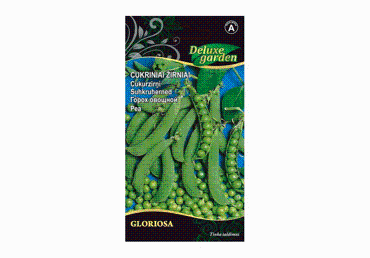 A
Deluxe
garden
CUKRINIAI ŽIRNIAI
Cukurzirņi
Suhkruherned
Горох овощной
Pea
GLORIOSA